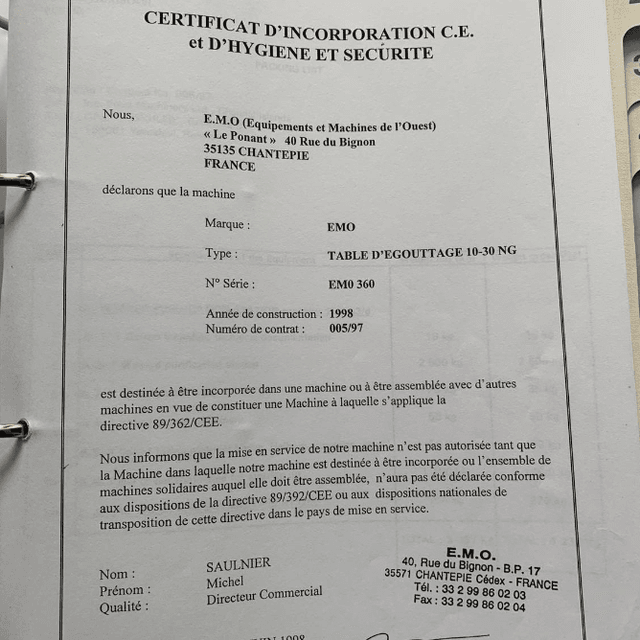 CERTIFICAT D'INCORPORATION C.E.
et D'HYGIENE ET SECURITE
Nous,
E.M.O (Equipements et Machines de l'Ouest)
« Le Ponant » 40 Rue du Bignon
35135 CHANTEPIE
FRANCE
déclarons que la machine
Marque : EMO
Type : TABLE D'EGOUTTAGE 10-30 NG
N° Série : EM0 360
Année de construction : 1998
Numéro de contrat : 005/97
est destinée à être incorporée dans une machine ou à être assemblée avec d'autres
machines en vue de constituer une Machine à laquelle s'applique la
directive 89/362/CEE.
Nous informons que la mise en service de notre machine n'est pas autorisée tant que
la Machine dans laquelle notre machine est destinée à être incorporée ou l'ensemble de
machines solidaires auquel elle doit être assemblée, n'aura pas été déclarée conforme
aux dispositions de la directive 89/392/CEE ou aux dispositions nationales de
transposition de cette directive dans le pays de mise en service.
Nom : SAULNIER
Prénom : Michel
Qualité : Directeur Commercial
E.M.O.
40, Rue du Bignon - B.P. 17
35571 CHANTEPIE Cédex - FRANCE
Tél. : 33 2 99 86 02 03
Fax : 33 2 99 86 02 04
1998